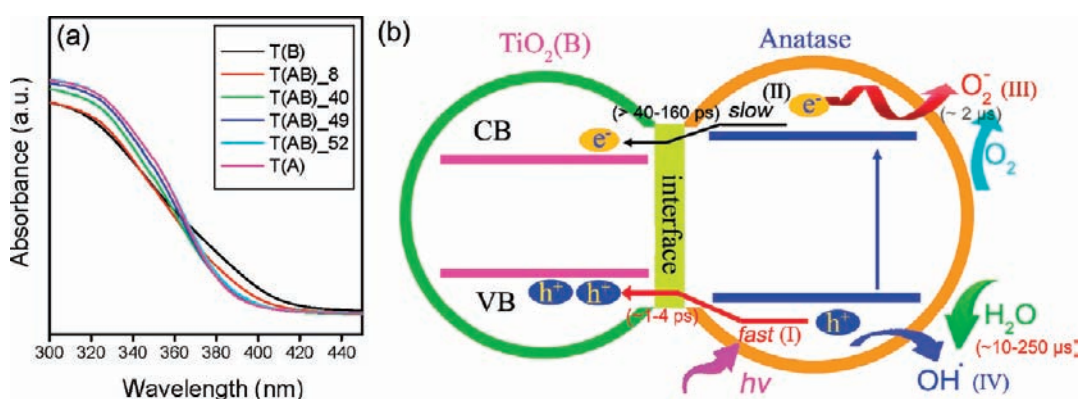 (a)
T(B)
T(AB)_8
T(AB)_40
T(AB)_49
T(AB)_52
T(A)
Absorbance (a.u.)
300 320 340 360 380 400 420 440
Wavelength (nm)
(b)
TiO₂(B)
Anatase
CB
VB
(> 40-160 ps)
slow
(II)
e⁻
e⁻
O₂⁻ (III)
(~ 2 μs)
O₂
interface
h⁺ h⁺
(~1-4 ps)
fast (I)
h⁺
hν
H₂O
(~10-250 μs)
OH· (IV)